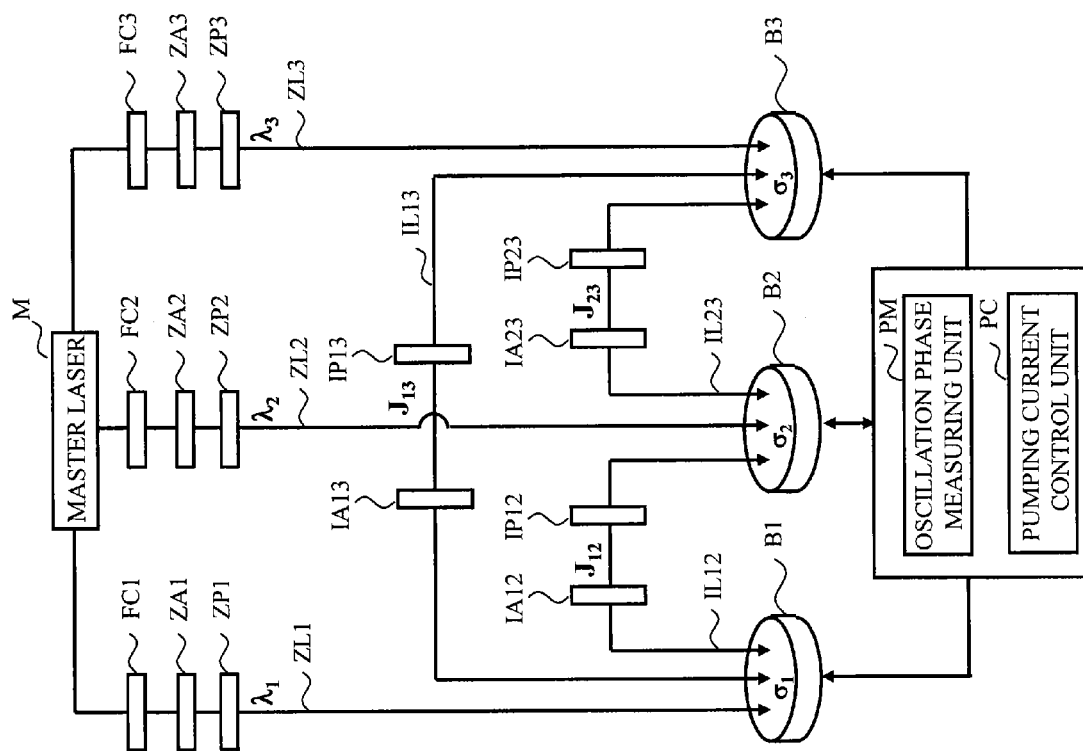 M
MASTER LASER
FC1
FC2
FC3
ZA1
ZA2
ZA3
ZP1
ZP2
ZP3
λ1
λ2
λ3
ZL1
ZL2
ZL3
IA13
J13
IP13
IL13
IA12
J12
IP12
IA23
J23
IP23
IL12
IL23
B1
B2
B3
σ1
σ2
σ3
PM
OSCILLATION PHASE
MEASURING UNIT
PC
PUMPING CURRENT
CONTROL UNIT